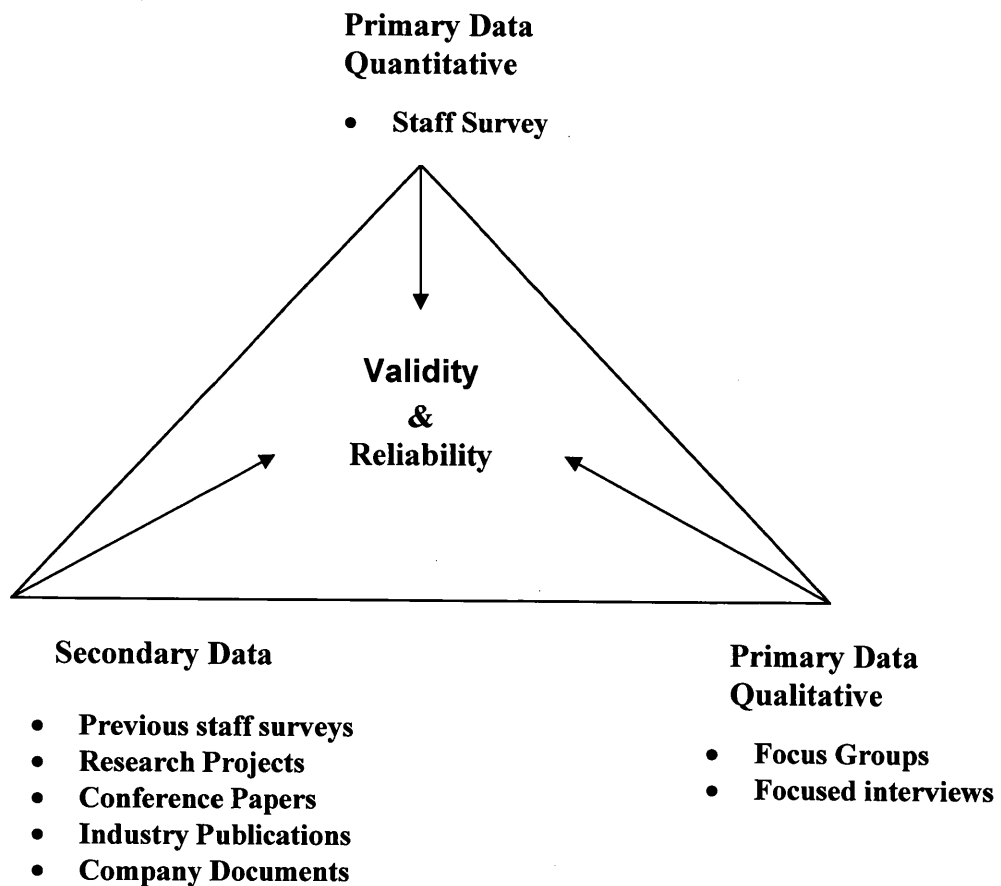 Primary Data
Quantitative
• Staff Survey
Validity
&
Reliability
Secondary Data
• Previous staff surveys
• Research Projects
• Conference Papers
• Industry Publications
• Company Documents
Primary Data
Qualitative
• Focus Groups
• Focused interviews